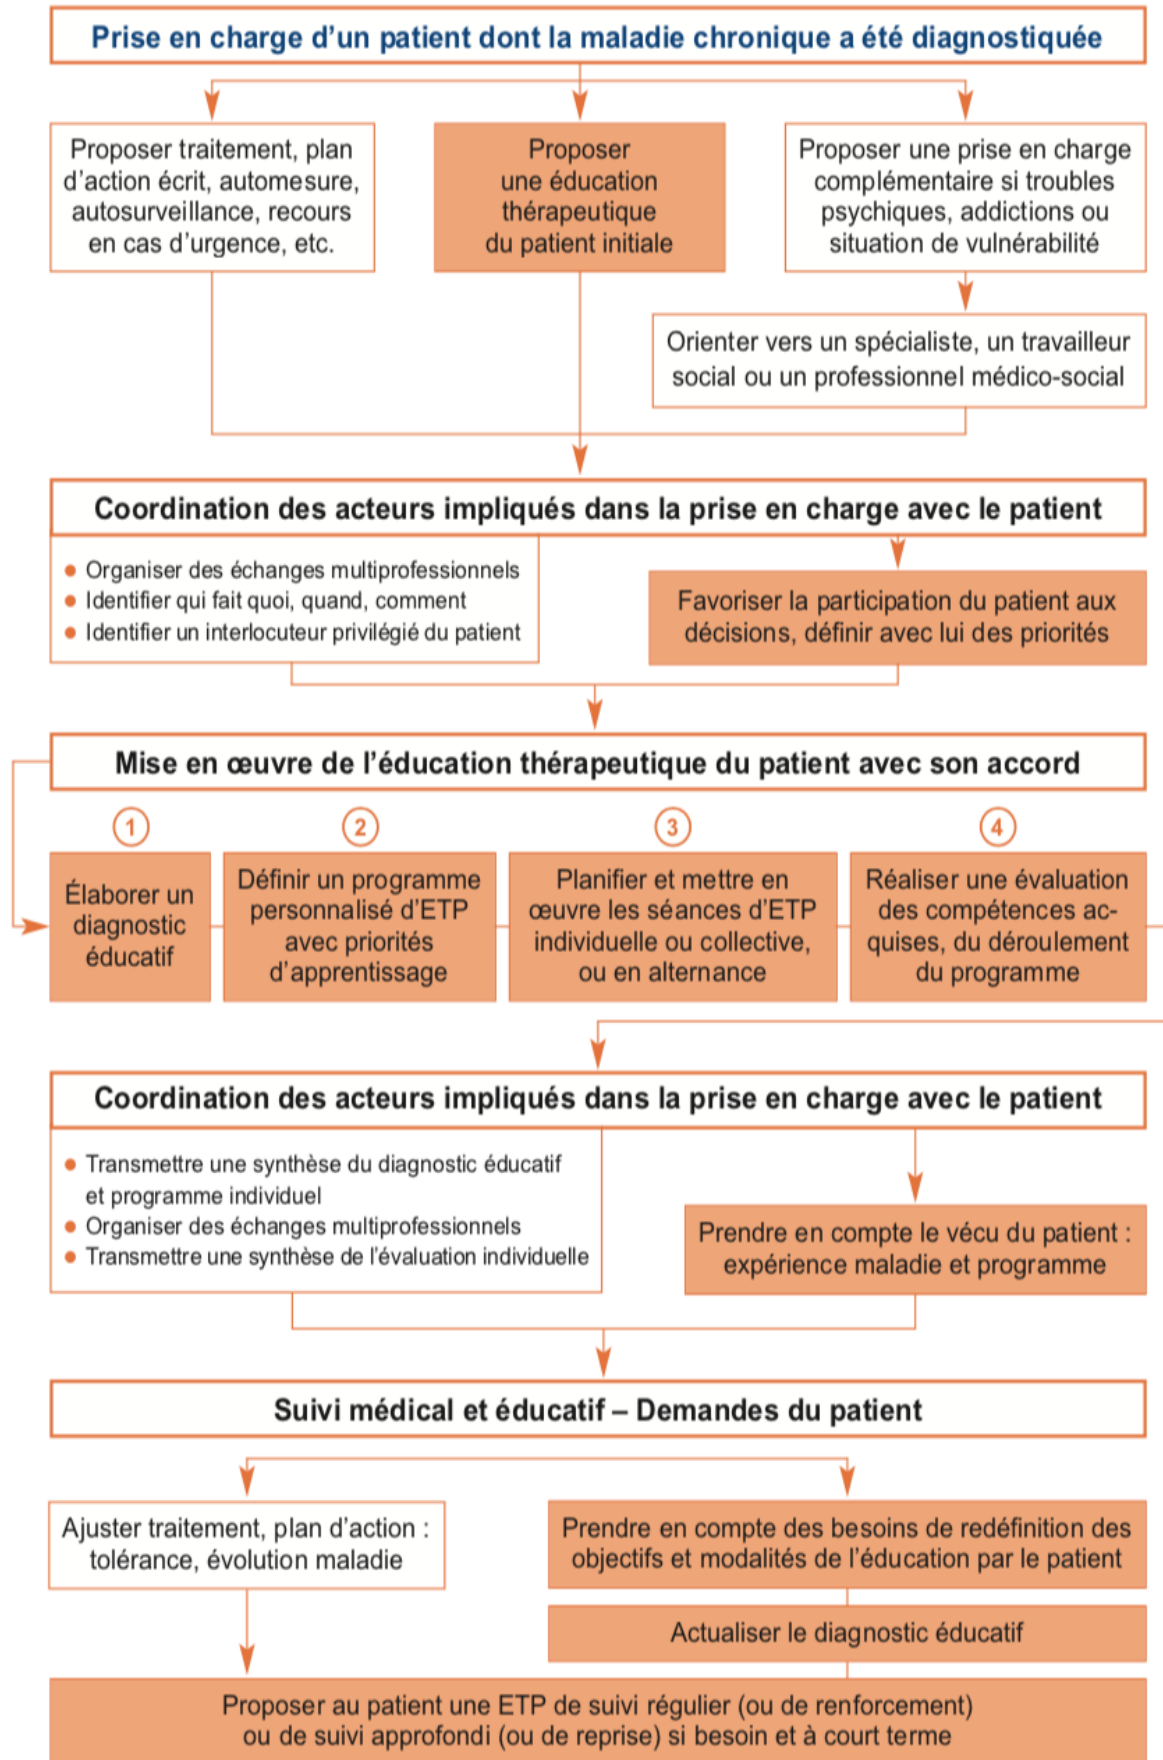 Prise en charge d'un patient dont la maladie chronique a été diagnostiquée
Proposer traitement, plan
d'action écrit, automesure,
autosurveillance, recours
en cas d'urgence, etc.
Proposer
une éducation
thérapeutique
du patient initiale
Proposer une prise en charge
complémentaire si troubles
psychiques, addictions ou
situation de vulnérabilité
Orienter vers un spécialiste, un travailleur
social ou un professionnel médico-social
Coordination des acteurs impliqués dans la prise en charge avec le patient
• Organiser des échanges multiprofessionnels
• Identifier qui fait quoi, quand, comment
• Identifier un interlocuteur privilégié du patient
Favoriser la participation du patient aux
décisions, définir avec lui des priorités
Mise en œuvre de l'éducation thérapeutique du patient avec son accord
1
Élaborer un
diagnostic
éducatif
2
Définir un programme
personnalisé d'ETP
avec priorités
d'apprentissage
3
Planifier et mettre en
œuvre les séances d'ETP
individuelle ou collective,
ou en alternance
4
Réaliser une évaluation
des compétences ac-
quises, du déroulement
du programme
Coordination des acteurs impliqués dans la prise en charge avec le patient
• Transmettre une synthèse du diagnostic éducatif
et programme individuel
• Organiser des échanges multiprofessionnels
• Transmettre une synthèse de l'évaluation individuelle
Prendre en compte le vécu du patient :
expérience maladie et programme
Suivi médical et éducatif – Demandes du patient
Ajuster traitement, plan d'action :
tolérance, évolution maladie
Prendre en compte des besoins de redéfinition des
objectifs et modalités de l'éducation par le patient
Actualiser le diagnostic éducatif
Proposer au patient une ETP de suivi régulier (ou de renforcement)
ou de suivi approfondi (ou de reprise) si besoin et à court terme